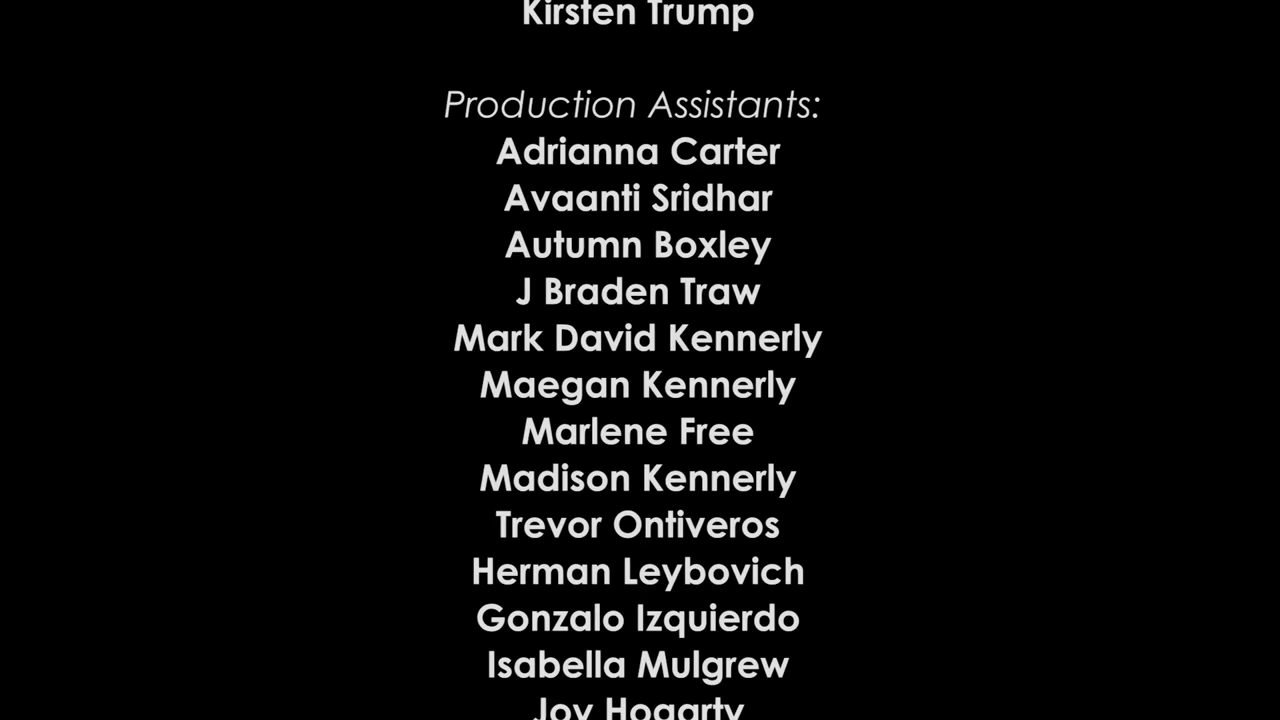 Kirsten Trump
Production Assistants:
Adrianna Carter
Avaanti Sridhar
Autumn Boxley
J Braden Traw
Mark David Kennerly
Maegan Kennerly
Marlene Free
Madison Kennerly
Trevor Ontiveros
Herman Leybovich
Gonzalo Izquierdo
Isabella Mulgrew
Joy Hogarty